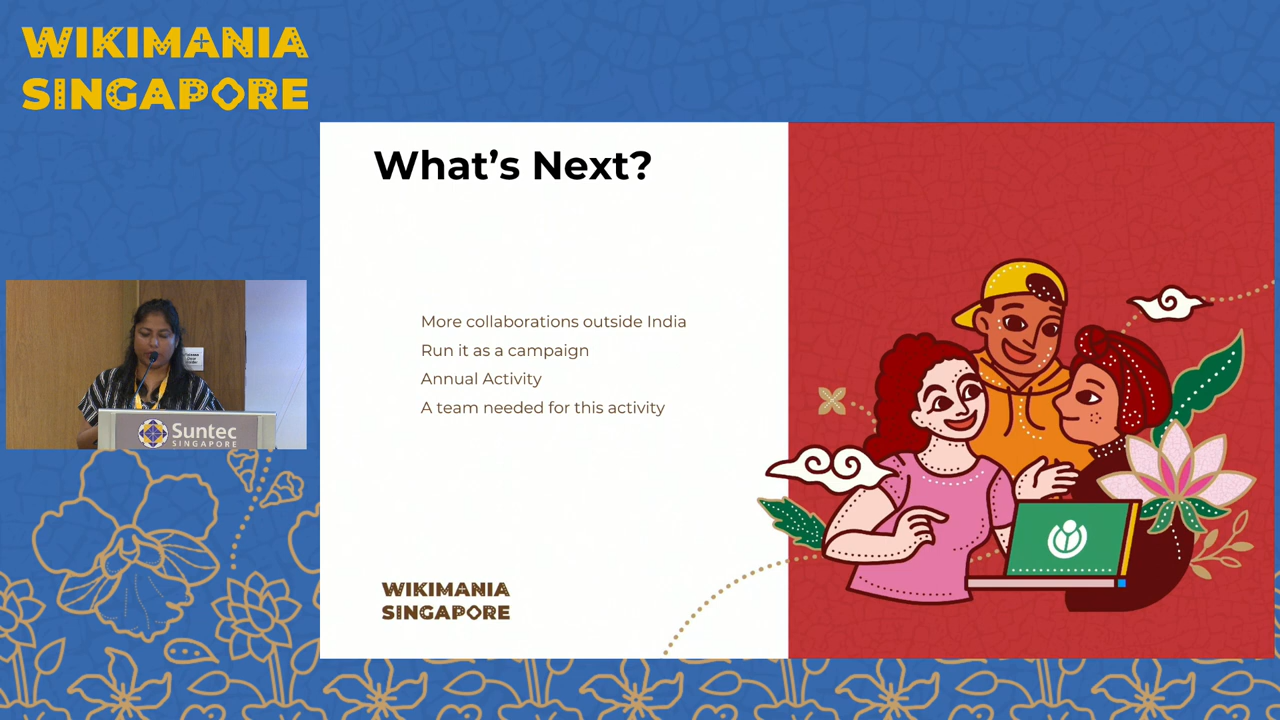 WIKIMANIA
SINGAPORE
What's Next?
More collaborations outside India
Run it as a campaign
Annual Activity
A team needed for this activity
Suntec
SINGAPORE
WIKIMANIA
SINGAPORE